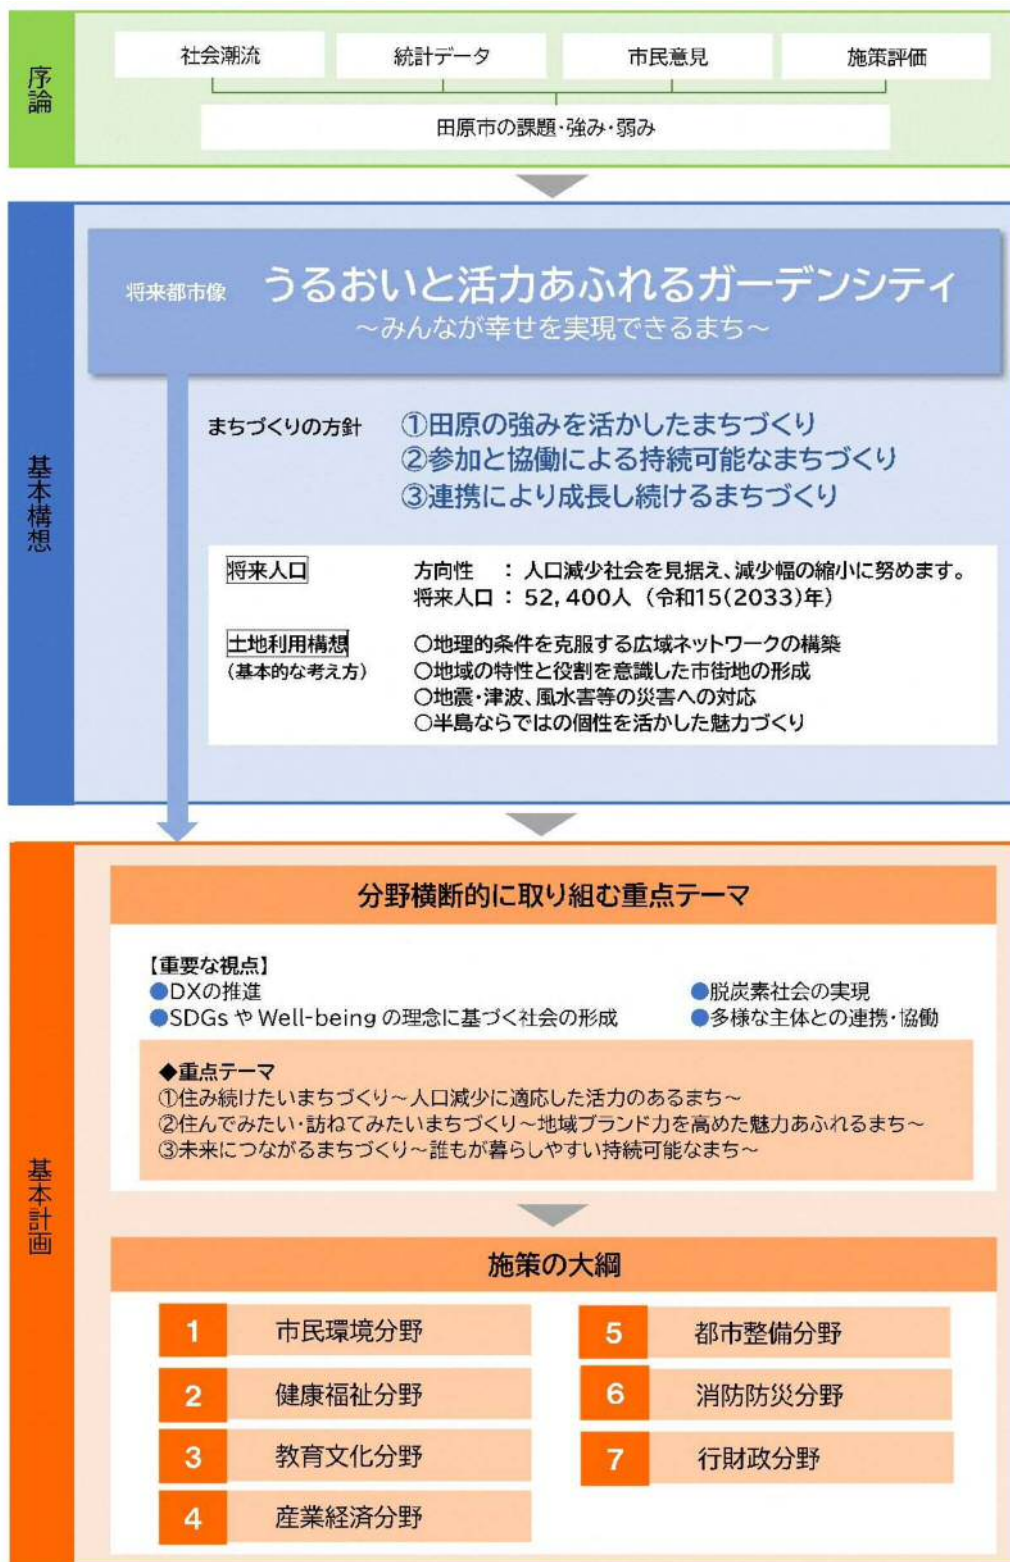 序論
社会潮流
統計データ
市民意見
施策評価
田原市の課題・強み・弱み
基本構想
将来都市像 うるおいと活力あふれるガーデンシティ
～みんなが幸せを実現できるまち～
まちづくりの方針
①田原の強みを活かしたまちづくり
②参加と協働による持続可能なまちづくり
③連携により成長し続けるまちづくり
将来人口
方向性 ： 人口減少社会を見据え、減少幅の縮小に努めます。
将来人口 ： 52,400人 （令和15(2033)年）
土地利用構想
（基本的な考え方）
○地理的条件を克服する広域ネットワークの構築
○地域の特性と役割を意識した市街地の形成
○地震・津波、風水害等の災害への対応
○半島ならではの個性を活かした魅力づくり
基本計画
分野横断的に取り組む重点テーマ
【重要な視点】
●DXの推進
●脱炭素社会の実現
●SDGs や Well-being の理念に基づく社会の形成
●多様な主体との連携・協働
◆重点テーマ
①住み続けたいまちづくり～人口減少に適応した活力のあるまち～
②住んでみたい・訪ねてみたいまちづくり～地域ブランド力を高めた魅力あふれるまち～
③未来につながるまちづくり～誰もが暮らしやすい持続可能なまち～
施策の大綱
1 市民環境分野
2 健康福祉分野
3 教育文化分野
4 産業経済分野
5 都市整備分野
6 消防防災分野
7 行財政分野